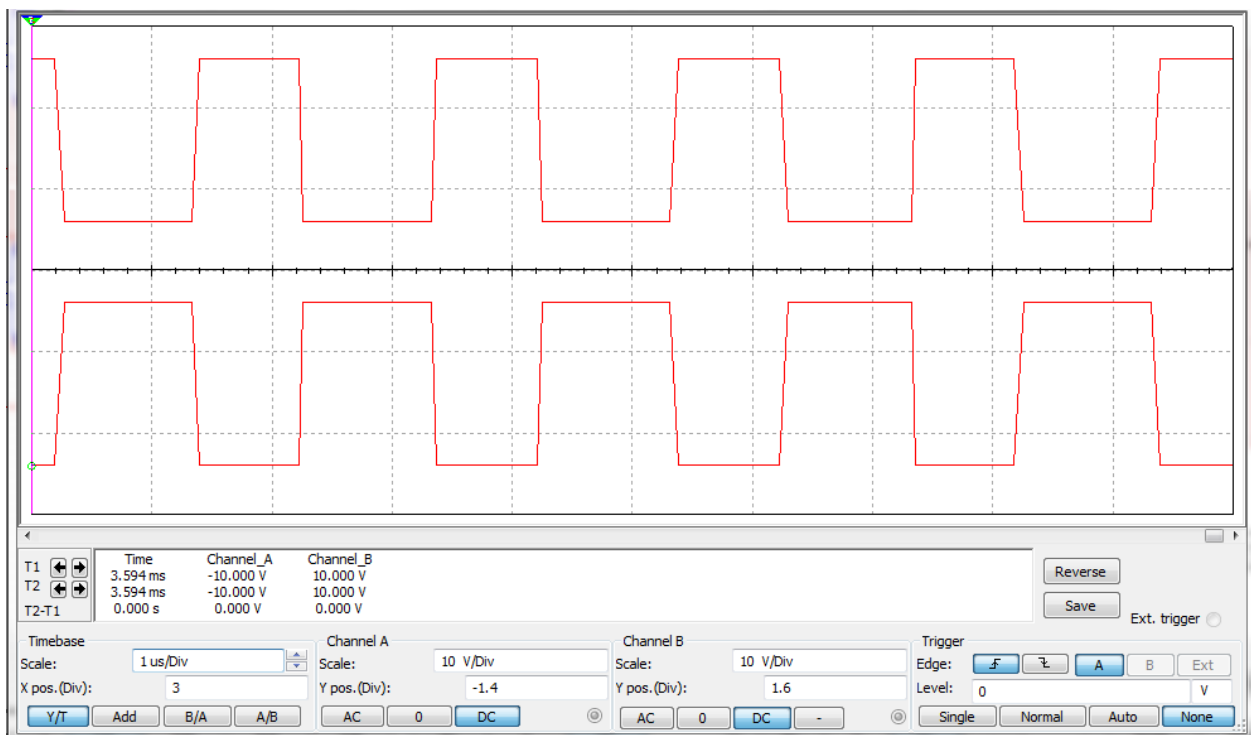 Time Channel_A Channel_B
T1 3.594 ms -10.000 V 10.000 V
T2 3.594 ms -10.000 V 10.000 V
T2-T1 0.000 s 0.000 V 0.000 V
Reverse
Save
Ext. trigger
Timebase
Scale: 1 us/Div
X pos.(Div): 3
Y/T Add B/A A/B
Channel A
Scale: 10 V/Div
Y pos.(Div): -1.4
AC 0 DC
Channel B
Scale: 10 V/Div
Y pos.(Div): 1.6
AC 0 DC -
Trigger
Edge: A B Ext
Level: 0 V
Single Normal Auto None